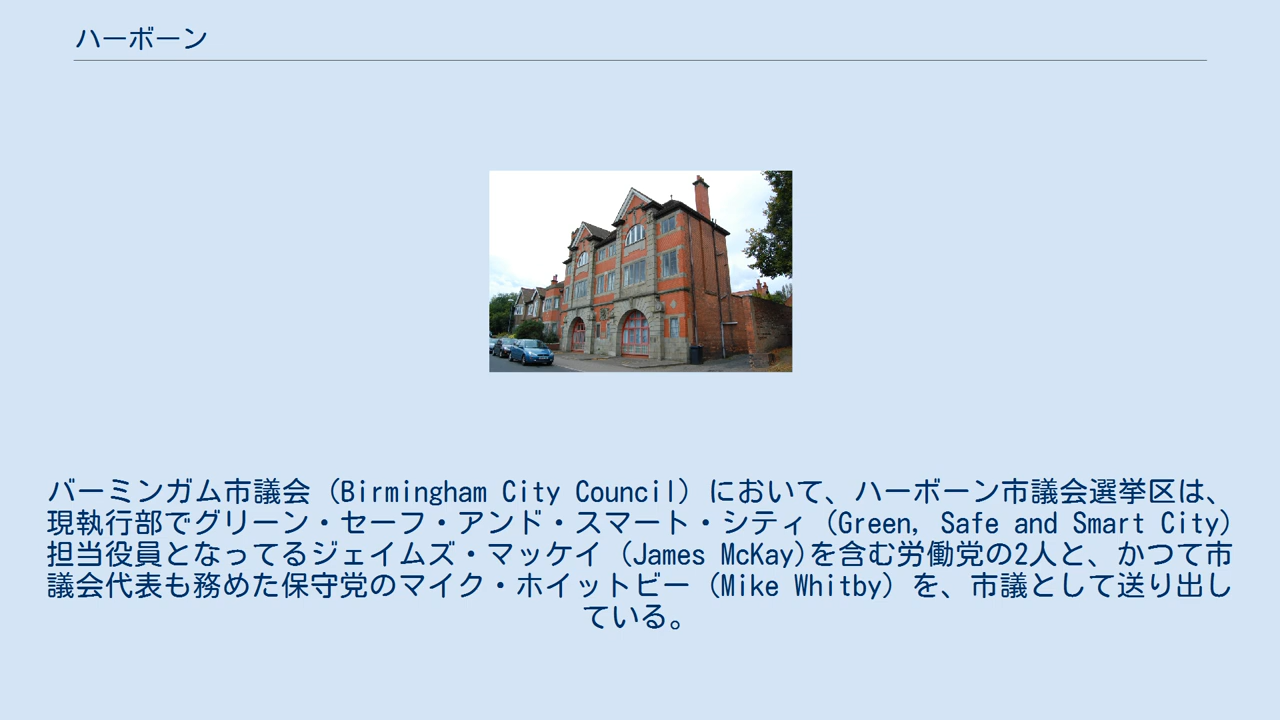 ハーボーン
バーミンガム市議会（Birmingham City Council）において、ハーボーン市議会選挙区は、
現執行部でグリーン・セーフ・アンド・スマート・シティ（Green, Safe and Smart City）
担当役員となってるジェイムズ・マッケイ（James McKay)を含む労働党の2人と、かつて市
議会代表も務めた保守党のマイク・ホイットビー（Mike Whitby）を、市議として送り出し
ている。